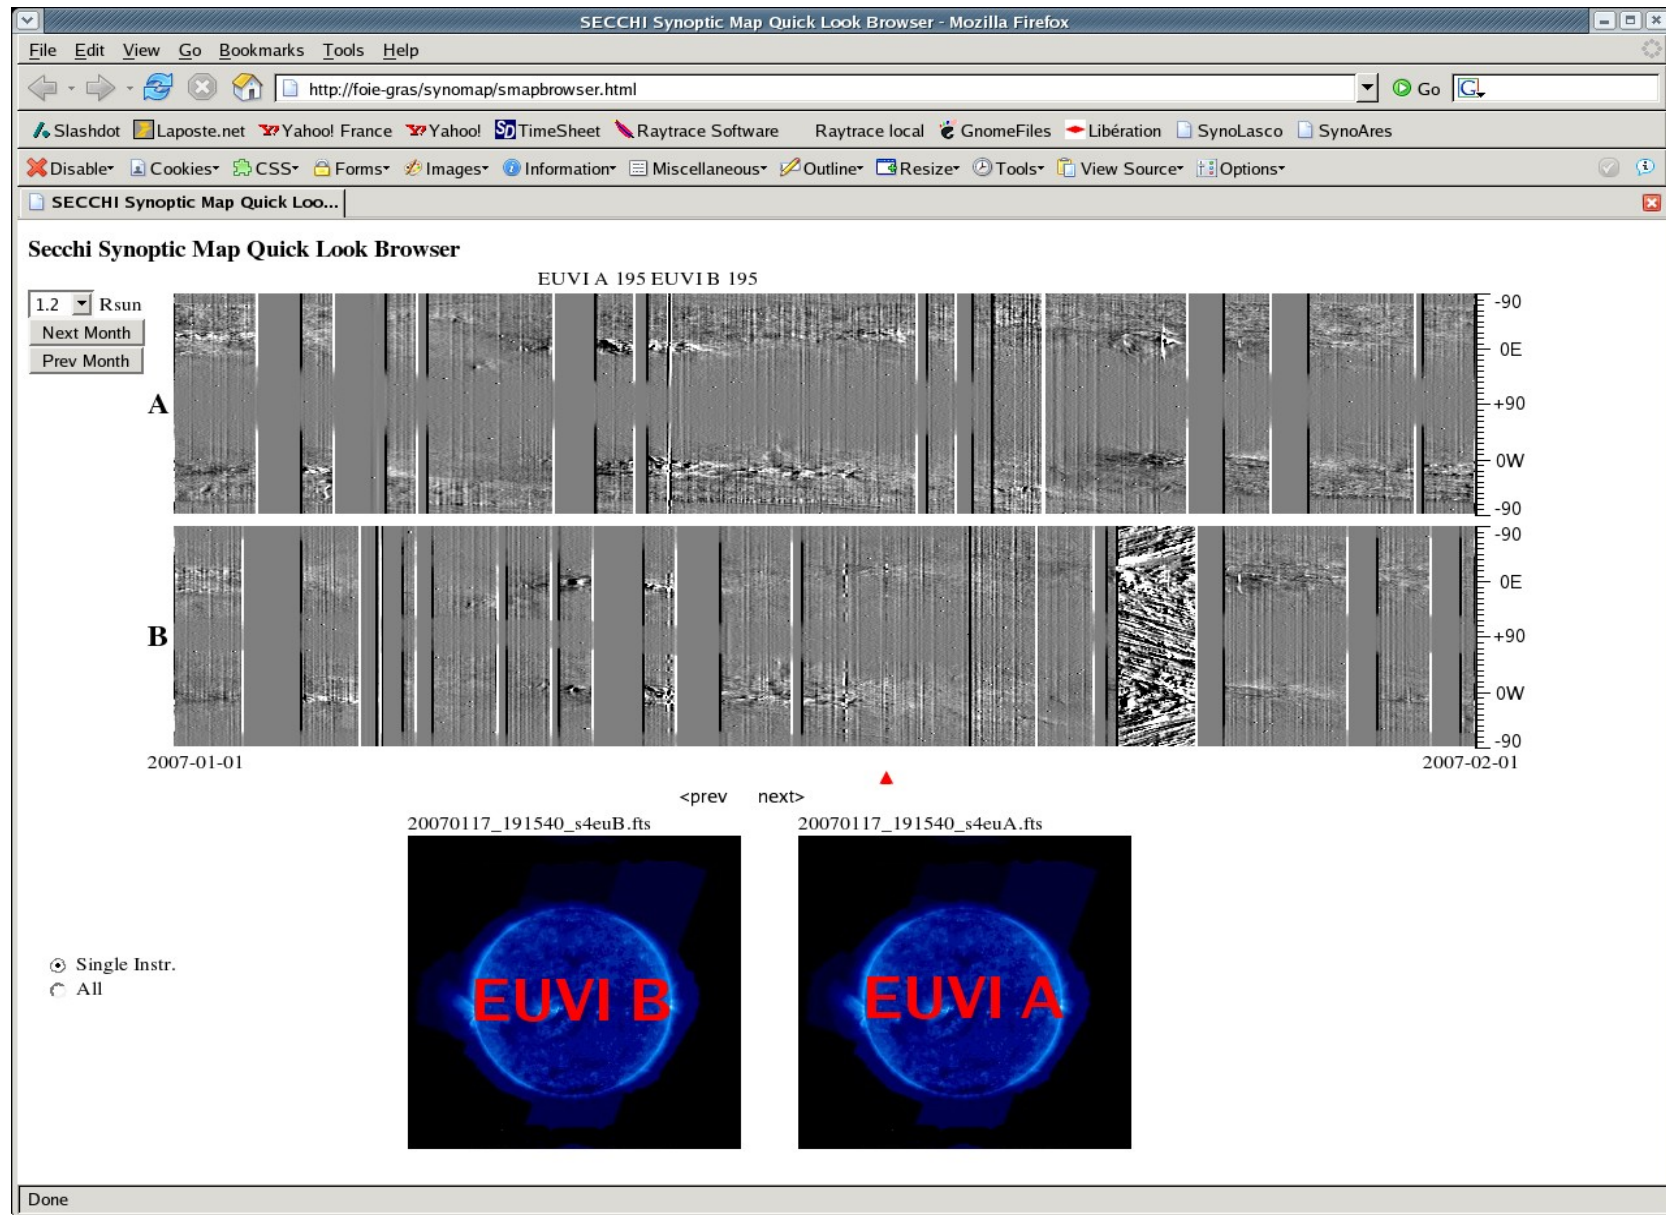 SECCHI Synoptic Map Quick Look Browser - Mozilla Firefox
File Edit View Go Bookmarks Tools Help
http://foie-gras/synomap/smapbrowser.html Go G
Slashdot Laposte.net Yahoo! France Yahoo! SD TimeSheet Raytrace Software Raytrace local GnomeFiles Libération SynoLasco SynoAres
Disable Cookies CSS Forms Images Information Miscellaneous Outline Resize Tools View Source Options
SECCHI Synoptic Map Quick Loo...
Secchi Synoptic Map Quick Look Browser
EUVI A 195 EUVI B 195
1.2 Rsun
Next Month
Prev Month
A
-90
0E
+90
0W
-90
B
-90
0E
+90
0W
-90
2007-01-01 2007-02-01
<prev next>
20070117_191540_s4euB.fts 20070117_191540_s4euA.fts
EUVI B EUVI A
Single Instr.
All
Done